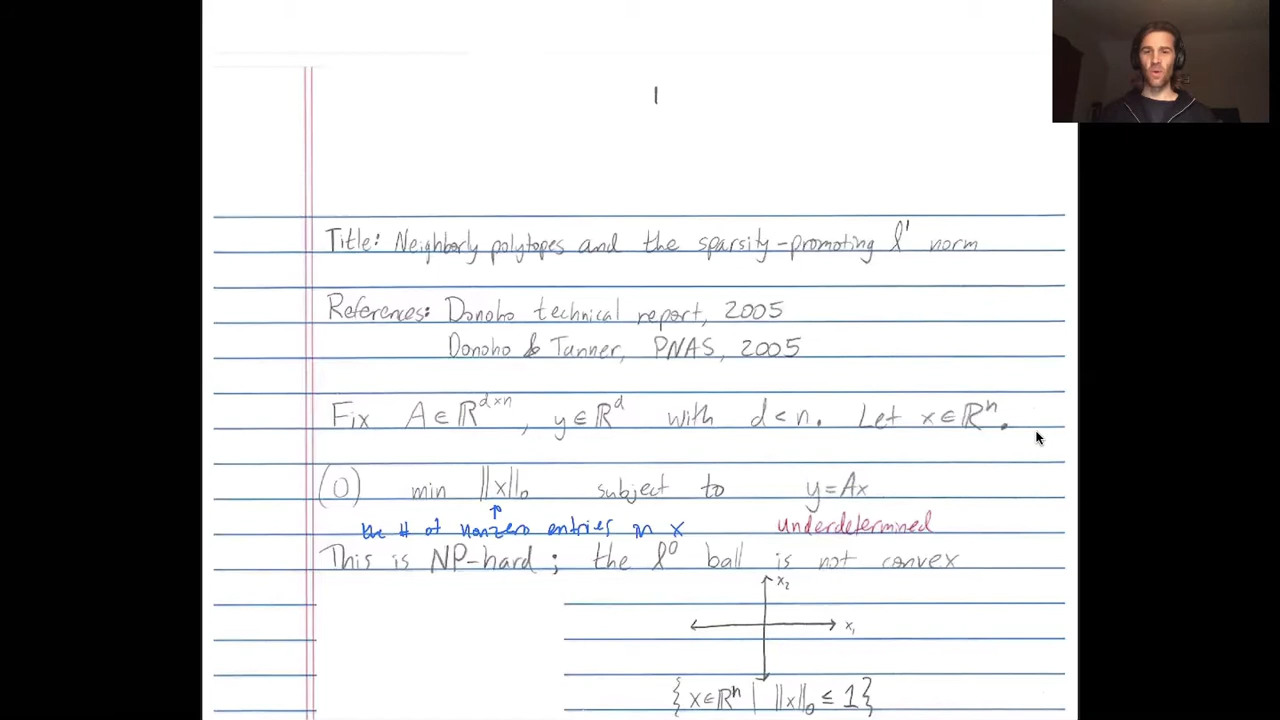 1
Title: Neighborly polytopes and the sparsity-promoting ℓ¹ norm
References: Donoho technical report, 2005
Donoho & Tanner, PNAS, 2005
Fix A∈ℝ^{d×n}, y∈ℝ^d with d<n. Let x∈ℝ^n.
(0) min ||x||₀ subject to y=Ax
↑
the # of nonzero entries in x underdetermined
This is NP-hard; the ℓ⁰ ball is not convex
x₂
x₁
{x∈ℝ^n | ||x||₀ ≤ 1}